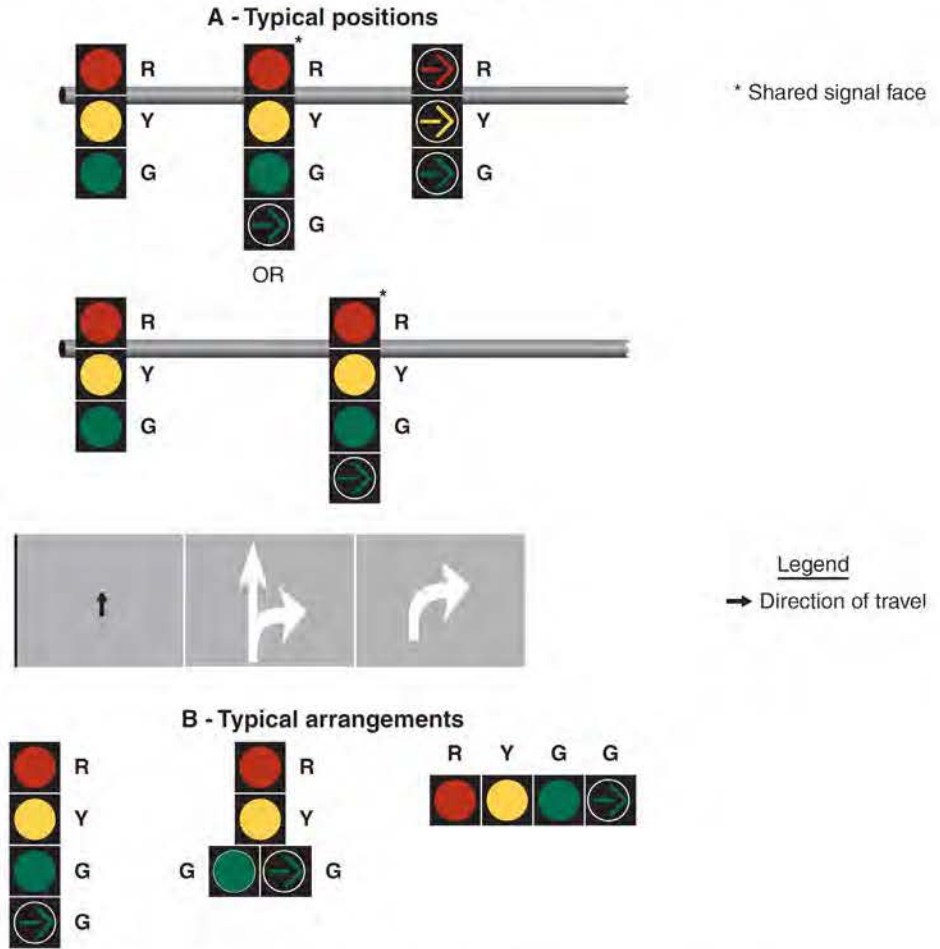 A - Typical positions
R * R R
* Shared signal face
Y Y Y
G G G
G
OR
R * R
Y Y
G G
Legend
Direction of travel
B - Typical arrangements
R R R Y G G
Y Y
G G G
G